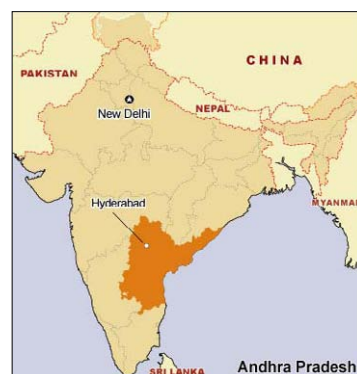 CHINA
PAKISTAN
NEPAL
New Delhi
MYANMAR
Hyderabad
SRI LANKA
Andhra Pradesh